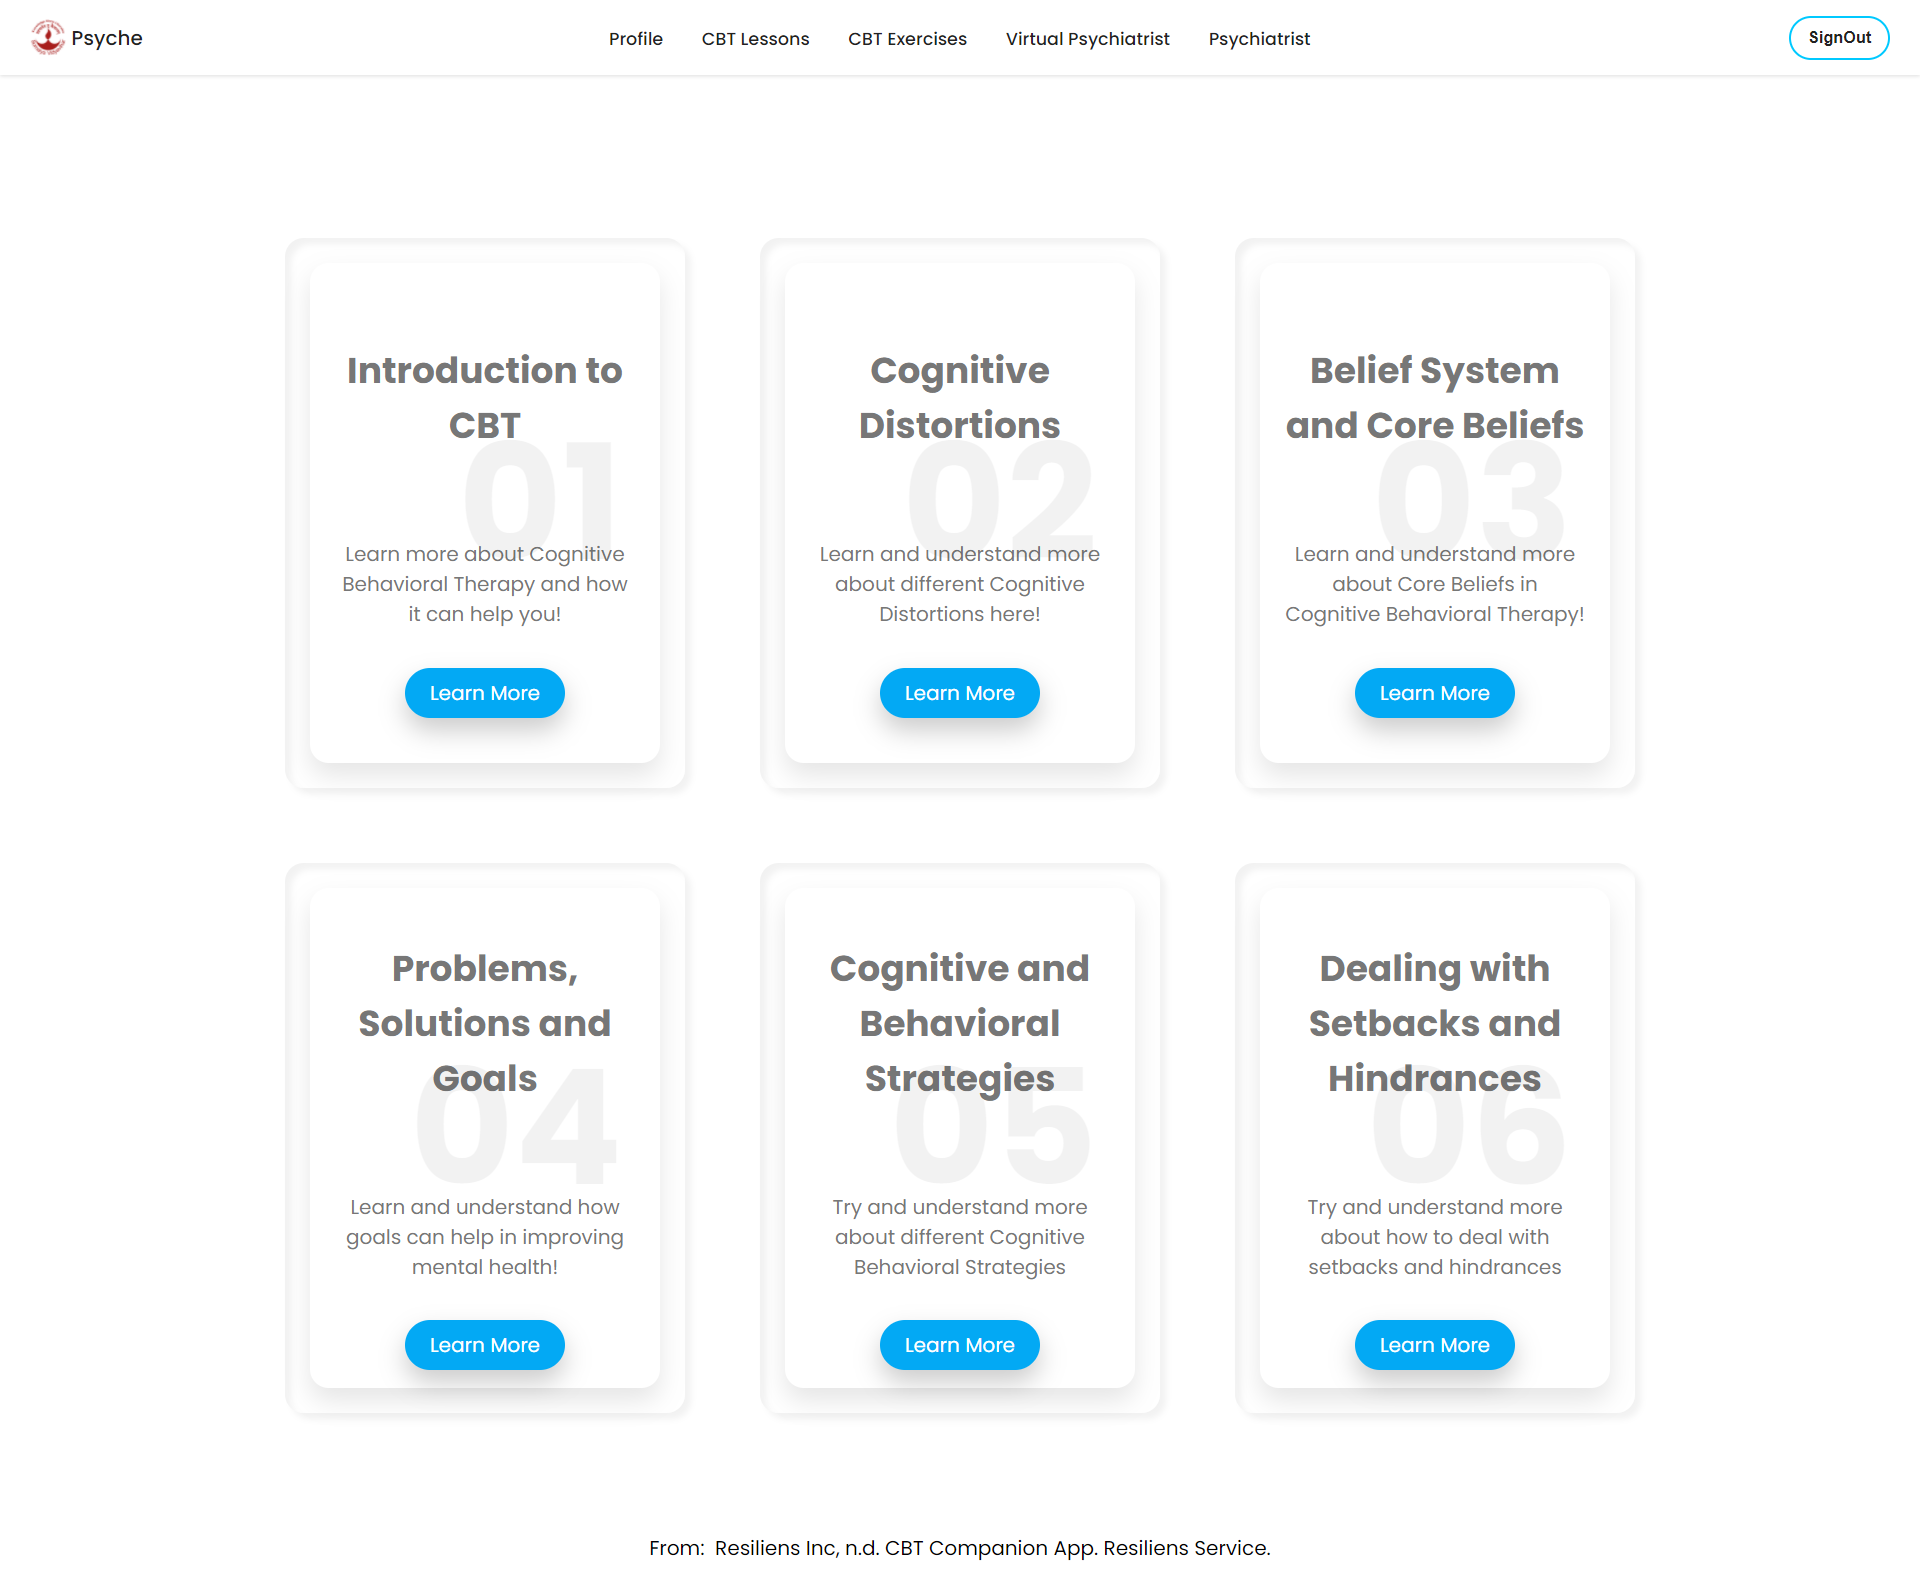 Psyche
Profile
CBT Lessons
CBT Exercises
Virtual Psychiatrist
Psychiatrist
SignOut
Introduction to
CBT
01
Learn more about Cognitive
Behavioral Therapy and how
it can help you!
Learn More
Cognitive
Distortions
02
Learn and understand more
about different Cognitive
Distortions here!
Learn More
Belief System
and Core Beliefs
03
Learn and understand more
about Core Beliefs in
Cognitive Behavioral Therapy!
Learn More
Problems,
Solutions and
Goals
04
Learn and understand how
goals can help in improving
mental health!
Learn More
Cognitive and
Behavioral
Strategies
05
Try and understand more
about different Cognitive
Behavioral Strategies
Learn More
Dealing with
Setbacks and
Hindrances
06
Try and understand more
about how to deal with
setbacks and hindrances
Learn More
From:  Resiliens Inc, n.d. CBT Companion App. Resiliens Service.